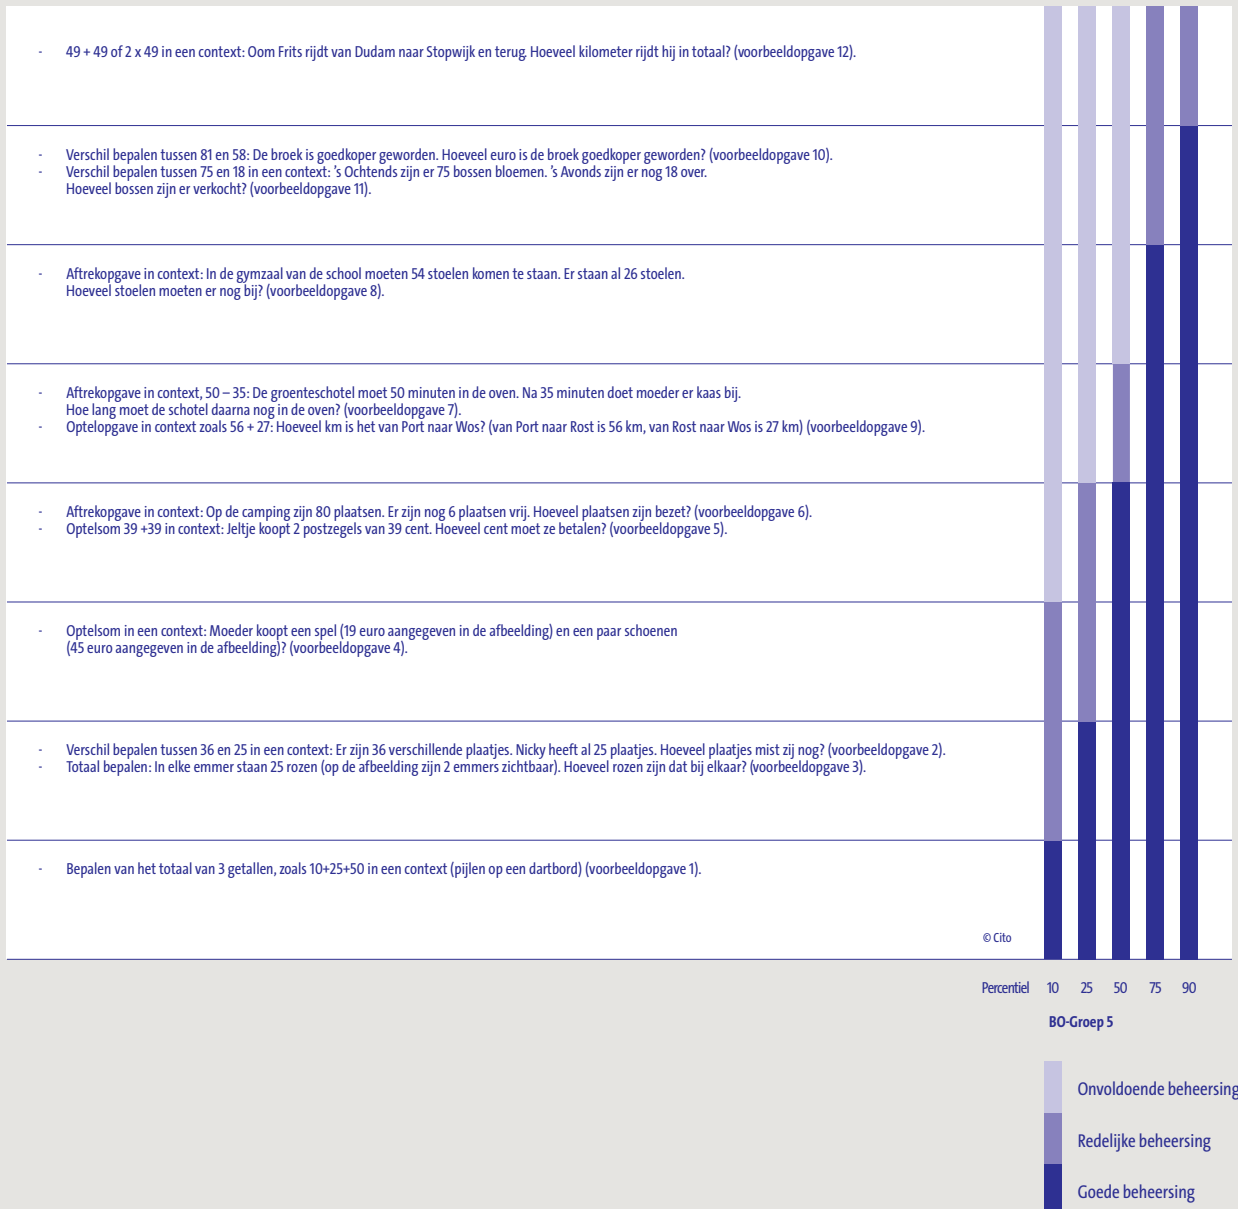 - 49 + 49 of 2 x 49 in een context: Oom Frits rijdt van Dudam naar Stopwijk en terug. Hoeveel kilometer rijdt hij in totaal? (voorbeeldopgave 12).
- Verschil bepalen tussen 81 en 58: De broek is goedkoper geworden. Hoeveel euro is de broek goedkoper geworden? (voorbeeldopgave 10).
- Verschil bepalen tussen 75 en 18 in een context: ’s Ochtends zijn er 75 bossen bloemen. ’s Avonds zijn er nog 18 over.
Hoeveel bossen zijn er verkocht? (voorbeeldopgave 11).
- Aftrekopgave in context: In de gymzaal van de school moeten 54 stoelen komen te staan. Er staan al 26 stoelen.
Hoeveel stoelen moeten er nog bij? (voorbeeldopgave 8).
- Aftrekopgave in context, 50 – 35: De groenteschotel moet 50 minuten in de oven. Na 35 minuten doet moeder er kaas bij.
Hoe lang moet de schotel daarna nog in de oven? (voorbeeldopgave 7).
- Optelopgave in context zoals 56 + 27: Hoeveel km is het van Port naar Wos? (van Port naar Rost is 56 km, van Rost naar Wos is 27 km) (voorbeeldopgave 9).
- Aftrekopgave in context: Op de camping zijn 80 plaatsen. Er zijn nog 6 plaatsen vrij. Hoeveel plaatsen zijn bezet? (voorbeeldopgave 6).
- Optelsom 39 +39 in context: Jeltje koopt 2 postzegels van 39 cent. Hoeveel cent moet ze betalen? (voorbeeldopgave 5).
- Optelsom in een context: Moeder koopt een spel (19 euro aangegeven in de afbeelding) en een paar schoenen
(45 euro aangegeven in de afbeelding)? (voorbeeldopgave 4).
- Verschil bepalen tussen 36 en 25 in een context: Er zijn 36 verschillende plaatjes. Nicky heeft al 25 plaatjes. Hoeveel plaatjes mist zij nog? (voorbeeldopgave 2).
- Totaal bepalen: In elke emmer staan 25 rozen (op de afbeelding zijn 2 emmers zichtbaar). Hoeveel rozen zijn dat bij elkaar? (voorbeeldopgave 3).
- Bepalen van het totaal van 3 getallen, zoals 10+25+50 in een context (pijlen op een dartbord) (voorbeeldopgave 1).
© Cito
Percentiel 10 25 50 75 90
BO-Groep 5
Onvoldoende beheersing
Redelijke beheersing
Goede beheersing